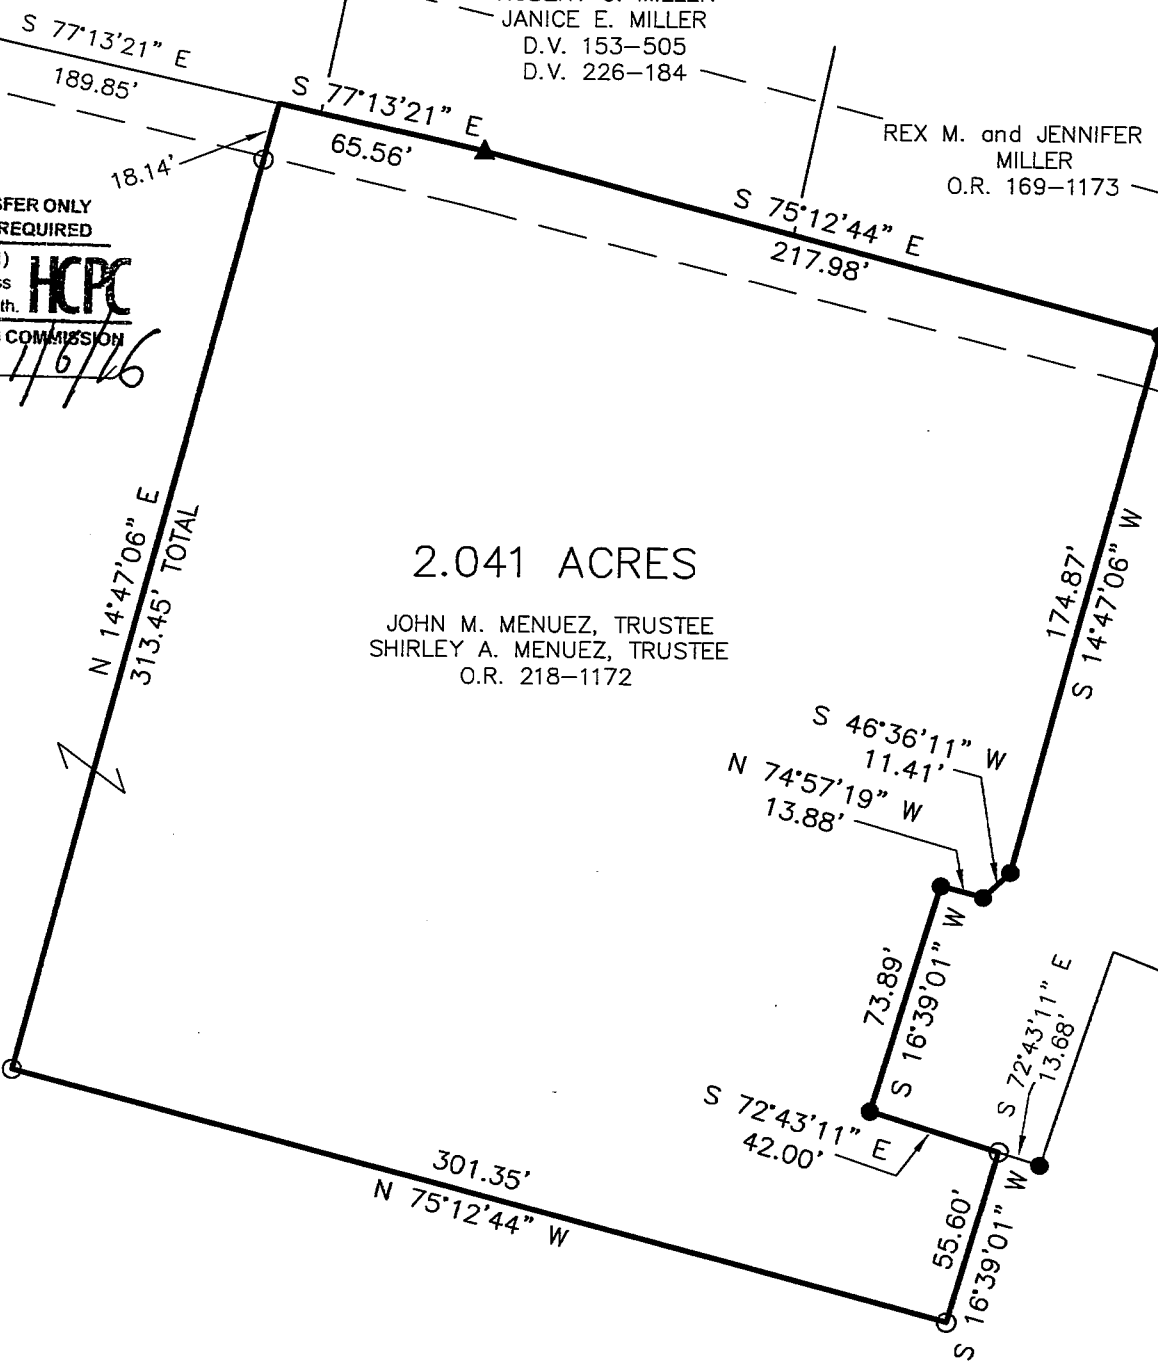 JANICE E. MILLER
D.V. 153–505
D.V. 226–184
S 77°13'21" E
189.85'
S 77°13'21" E
65.56'
18.14'
REX M. and JENNIFER
MILLER
O.R. 169–1173
S 75°12'44" E
217.98'
REQUIRED
HCPC
COMMISSION
1/6/16
N 14°47'06" E
313.45' TOTAL
2.041 ACRES
JOHN M. MENUEZ, TRUSTEE
SHIRLEY A. MENUEZ, TRUSTEE
O.R. 218–1172
174.87'
S 14°47'06" W
S 46°36'11" W
11.41'
N 74°57'19" W
13.88'
73.89'
S 16°39'01" W
S 72°43'11" E
13.68'
S 72°43'11" E
42.00'
301.35'
N 75°12'44" W
55.60'
S 16°39'01" W